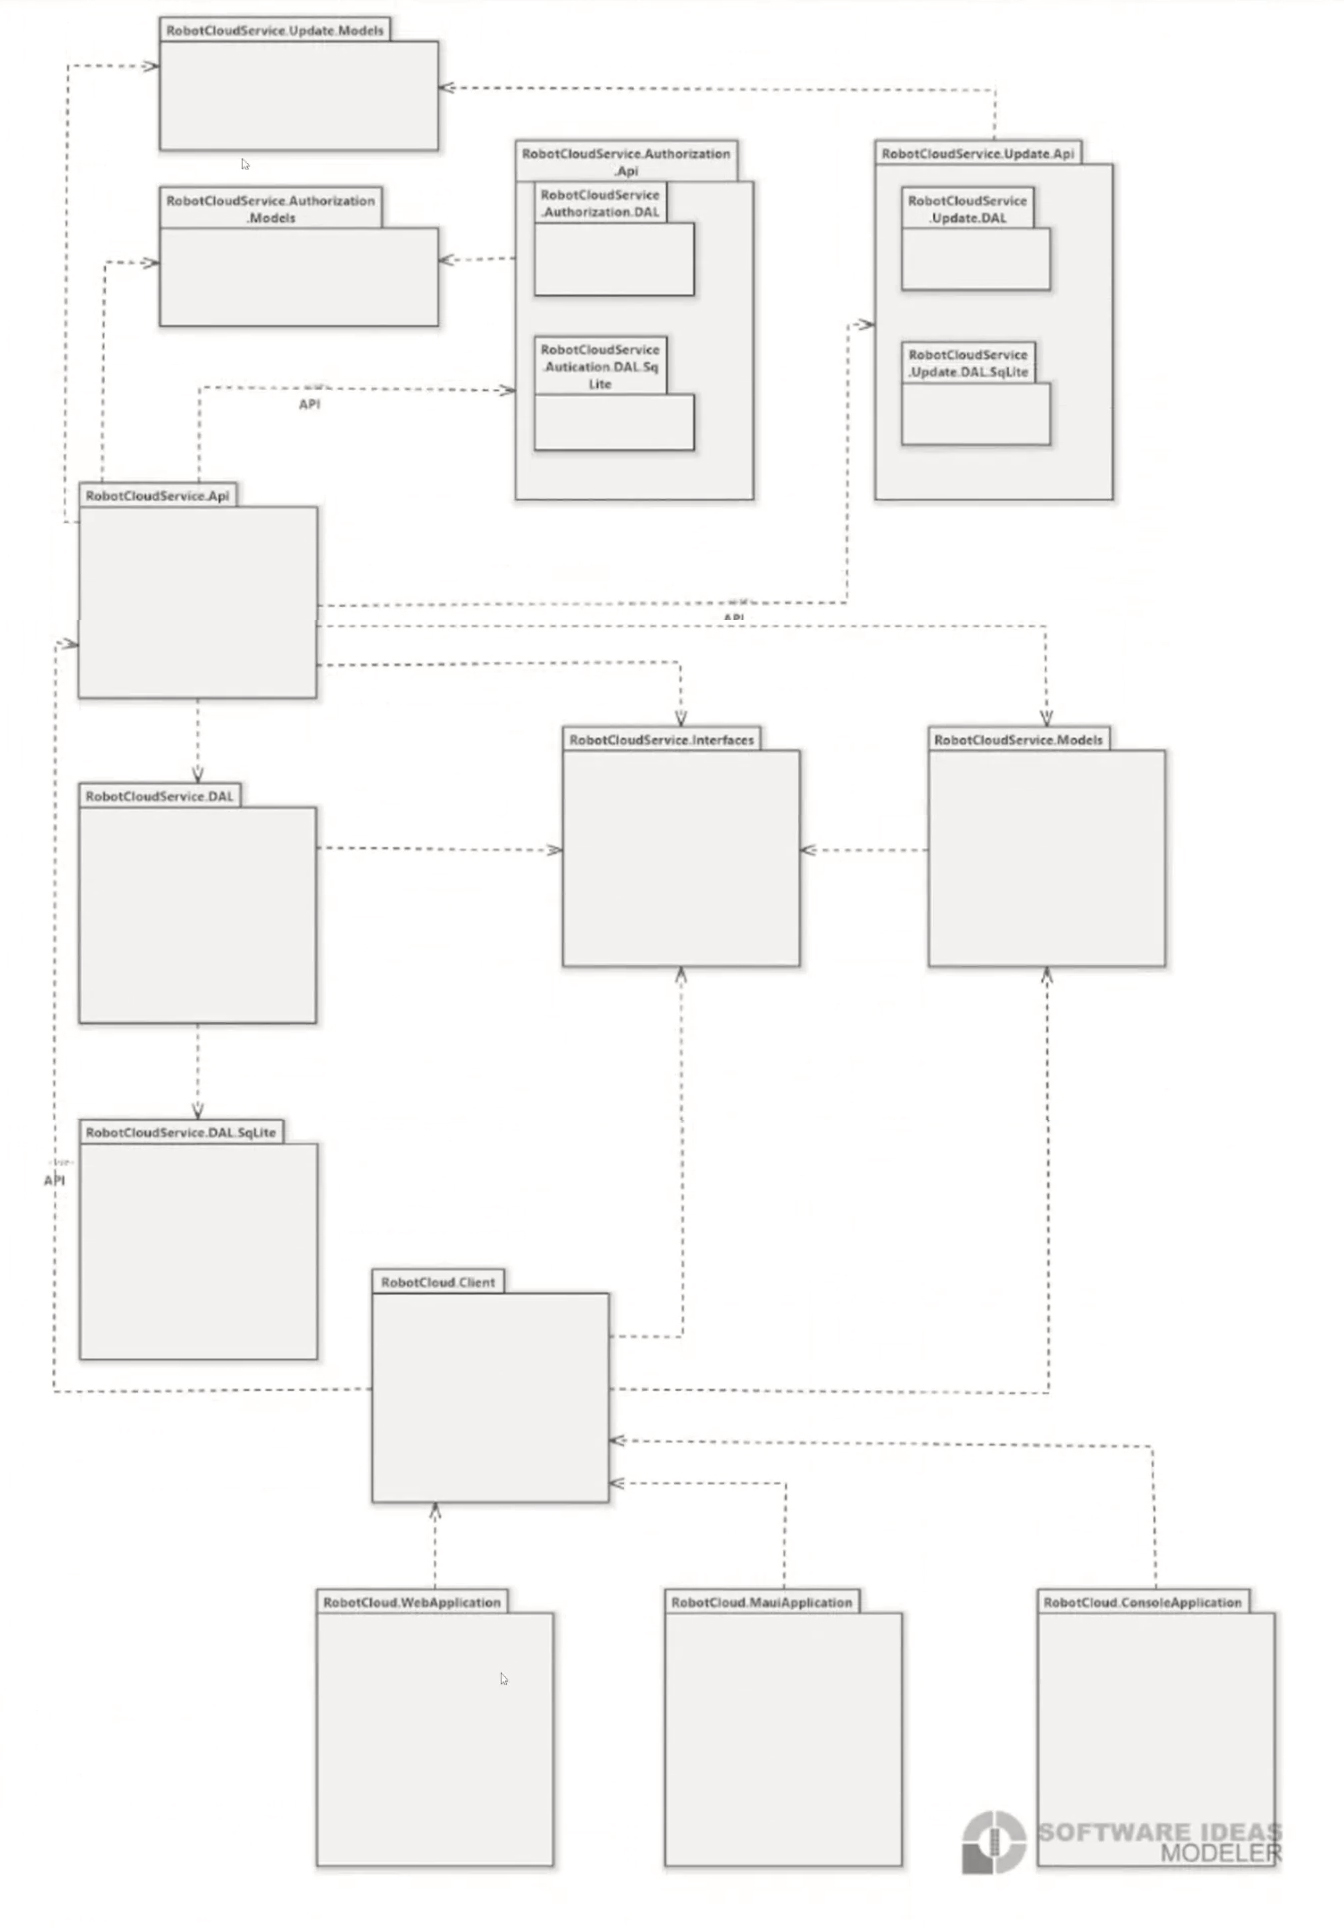 RobotCloudService.Update.Models
RobotCloudService.Authorization
.Api
RobotCloudService.Update.Api
RobotCloudService.Authorization
.Models
RobotCloudService
.Authorization.DAL
RobotCloudService
.Update.DAL
RobotCloudService
.Autication.DAL.Sq
Lite
RobotCloudService
.Update.DAL.SqLite
API
RobotCloudService.Api
API
RobotCloudService.Interfaces
RobotCloudService.Models
RobotCloudService.DAL
RobotCloudService.DAL.SqLite
API
RobotCloud.Client
RobotCloud.WebApplication
RobotCloud.MauiApplication
RobotCloud.ConsoleApplication
SOFTWARE IDEAS
MODELER